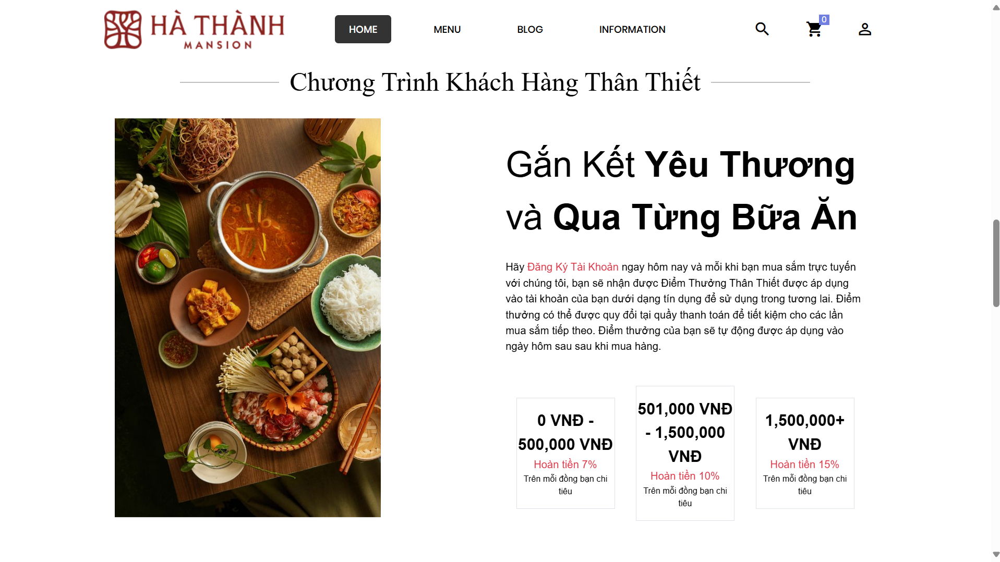 HÀ THÀNH
MANSION
HOME
MENU
BLOG
INFORMATION
0
Chương Trình Khách Hàng Thân Thiết
Gắn Kết Yêu Thương
và Qua Từng Bữa Ăn
Hãy Đăng Ký Tài Khoản ngay hôm nay và mỗi khi bạn mua sắm trực tuyến
với chúng tôi, bạn sẽ nhận được Điểm Thưởng Thân Thiết được áp dụng
vào tài khoản của bạn dưới dạng tín dụng để sử dụng trong tương lai. Điểm
thưởng có thể được quy đổi tại quầy thanh toán để tiết kiệm cho các lần
mua sắm tiếp theo. Điểm thưởng của bạn sẽ tự động được áp dụng vào
ngày hôm sau sau khi mua hàng.
0 VNĐ -
500,000 VNĐ
Hoàn tiền 7%
Trên mỗi đồng bạn chi
tiêu
501,000 VNĐ
- 1,500,000
VNĐ
Hoàn tiền 10%
Trên mỗi đồng bạn chi
tiêu
1,500,000+
VNĐ
Hoàn tiền 15%
Trên mỗi đồng bạn chi
tiêu